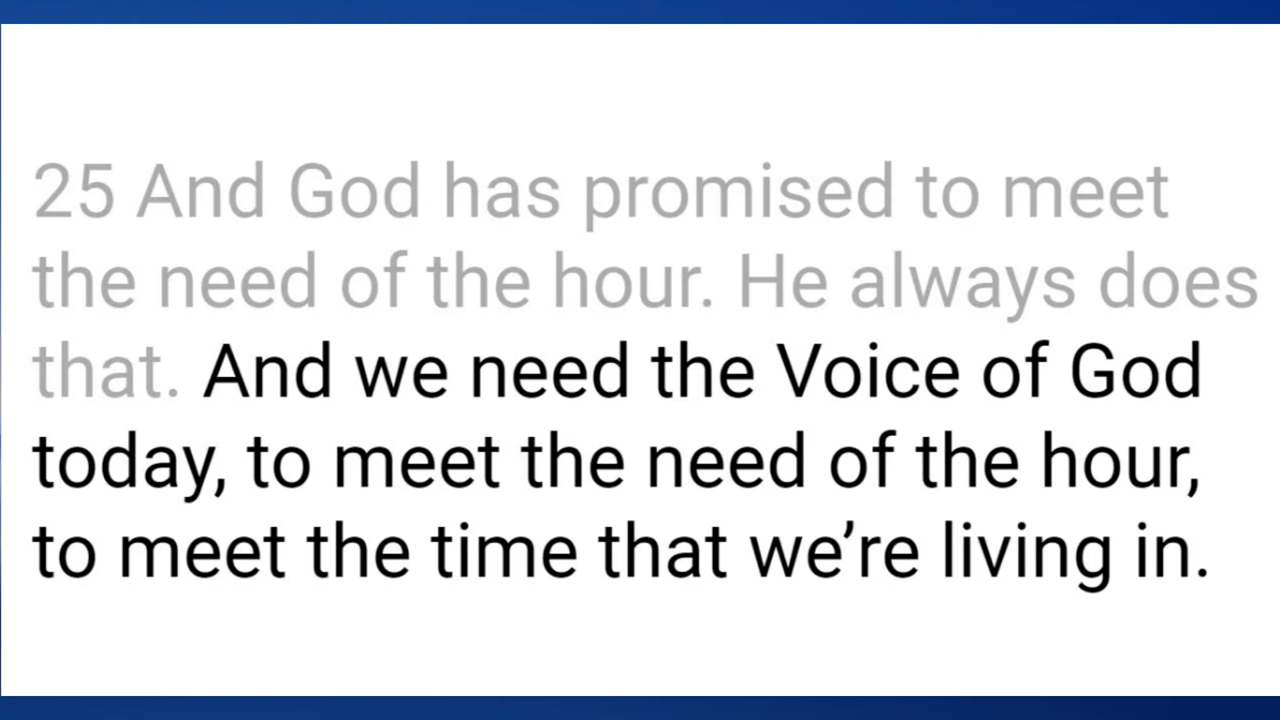 25 And God has promised to meet
the need of the hour. He always does
that. And we need the Voice of God
today, to meet the need of the hour,
to meet the time that we’re living in.